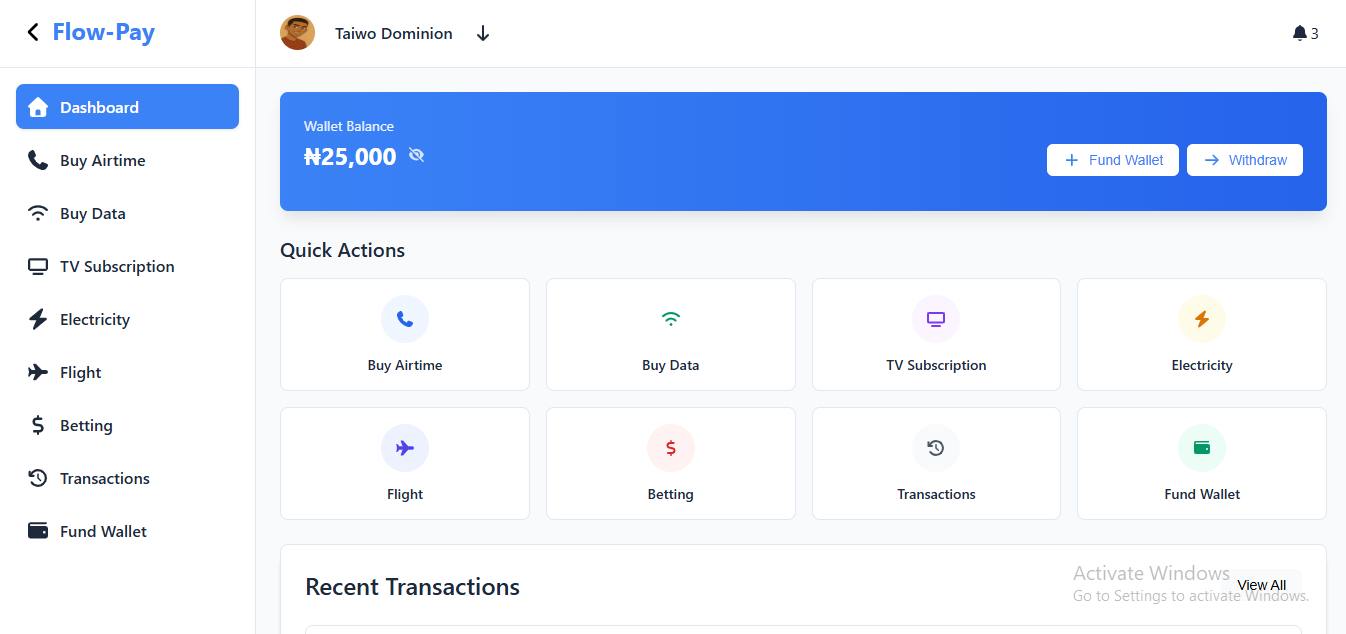 Flow-Pay
Taiwo Dominion
3
Dashboard
Buy Airtime
Buy Data
TV Subscription
Electricity
Flight
Betting
Transactions
Fund Wallet
Wallet Balance
₦25,000
Fund Wallet
Withdraw
Quick Actions
Buy Airtime
Buy Data
TV Subscription
Electricity
Flight
Betting
Transactions
Fund Wallet
Recent Transactions
View All
Activate Windows
Go to Settings to activate Windows.